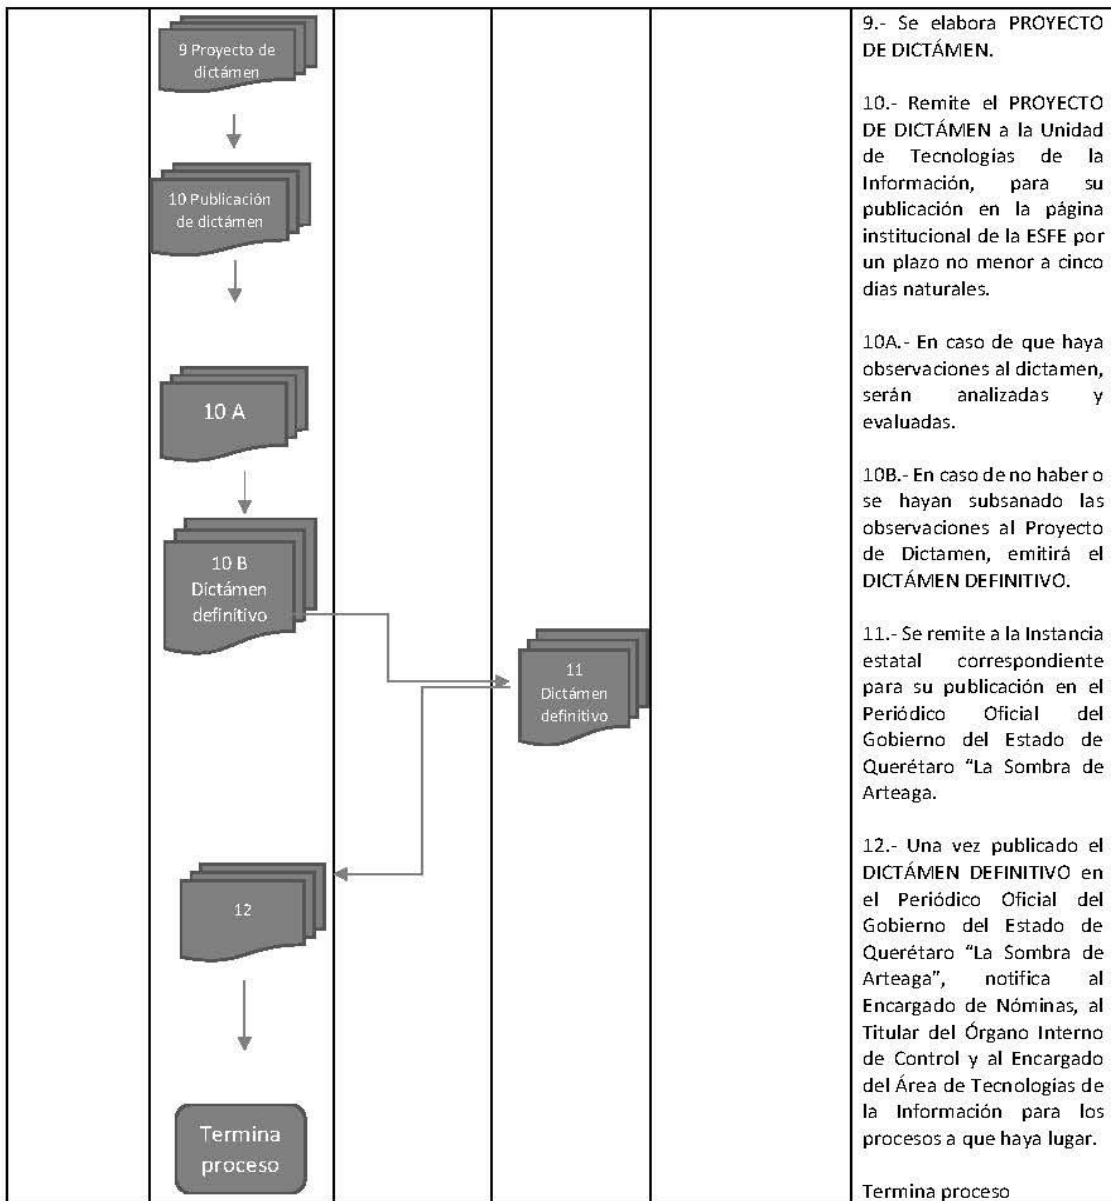 9 Proyecto de
dictámen
10 Publicación
de dictámen
10 A
10 B
Dictámen
definitivo
11
Dictámen
definitivo
12
Termina
proceso
9.- Se elabora PROYECTO
DE DICTÁMEN.
10.- Remite el PROYECTO
DE DICTÁMEN a la Unidad
de Tecnologías de la
Información, para su
publicación en la página
institucional de la ESFE por
un plazo no menor a cinco
días naturales.
10A.- En caso de que haya
observaciones al dictamen,
serán analizadas y
evaluadas.
10B.- En caso de no haber o
se hayan subsanado las
observaciones al Proyecto
de Dictamen, emitirá el
DICTÁMEN DEFINITIVO.
11.- Se remite a la Instancia
estatal correspondiente
para su publicación en el
Periódico Oficial del
Gobierno del Estado de
Querétaro “La Sombra de
Arteaga.
12.- Una vez publicado el
DICTÁMEN DEFINITIVO en
el Periódico Oficial del
Gobierno del Estado de
Querétaro “La Sombra de
Arteaga”, notifica al
Encargado de Nóminas, al
Titular del Órgano Interno
de Control y al Encargado
del Área de Tecnologías de
la Información para los
procesos a que haya lugar.
Termina proceso